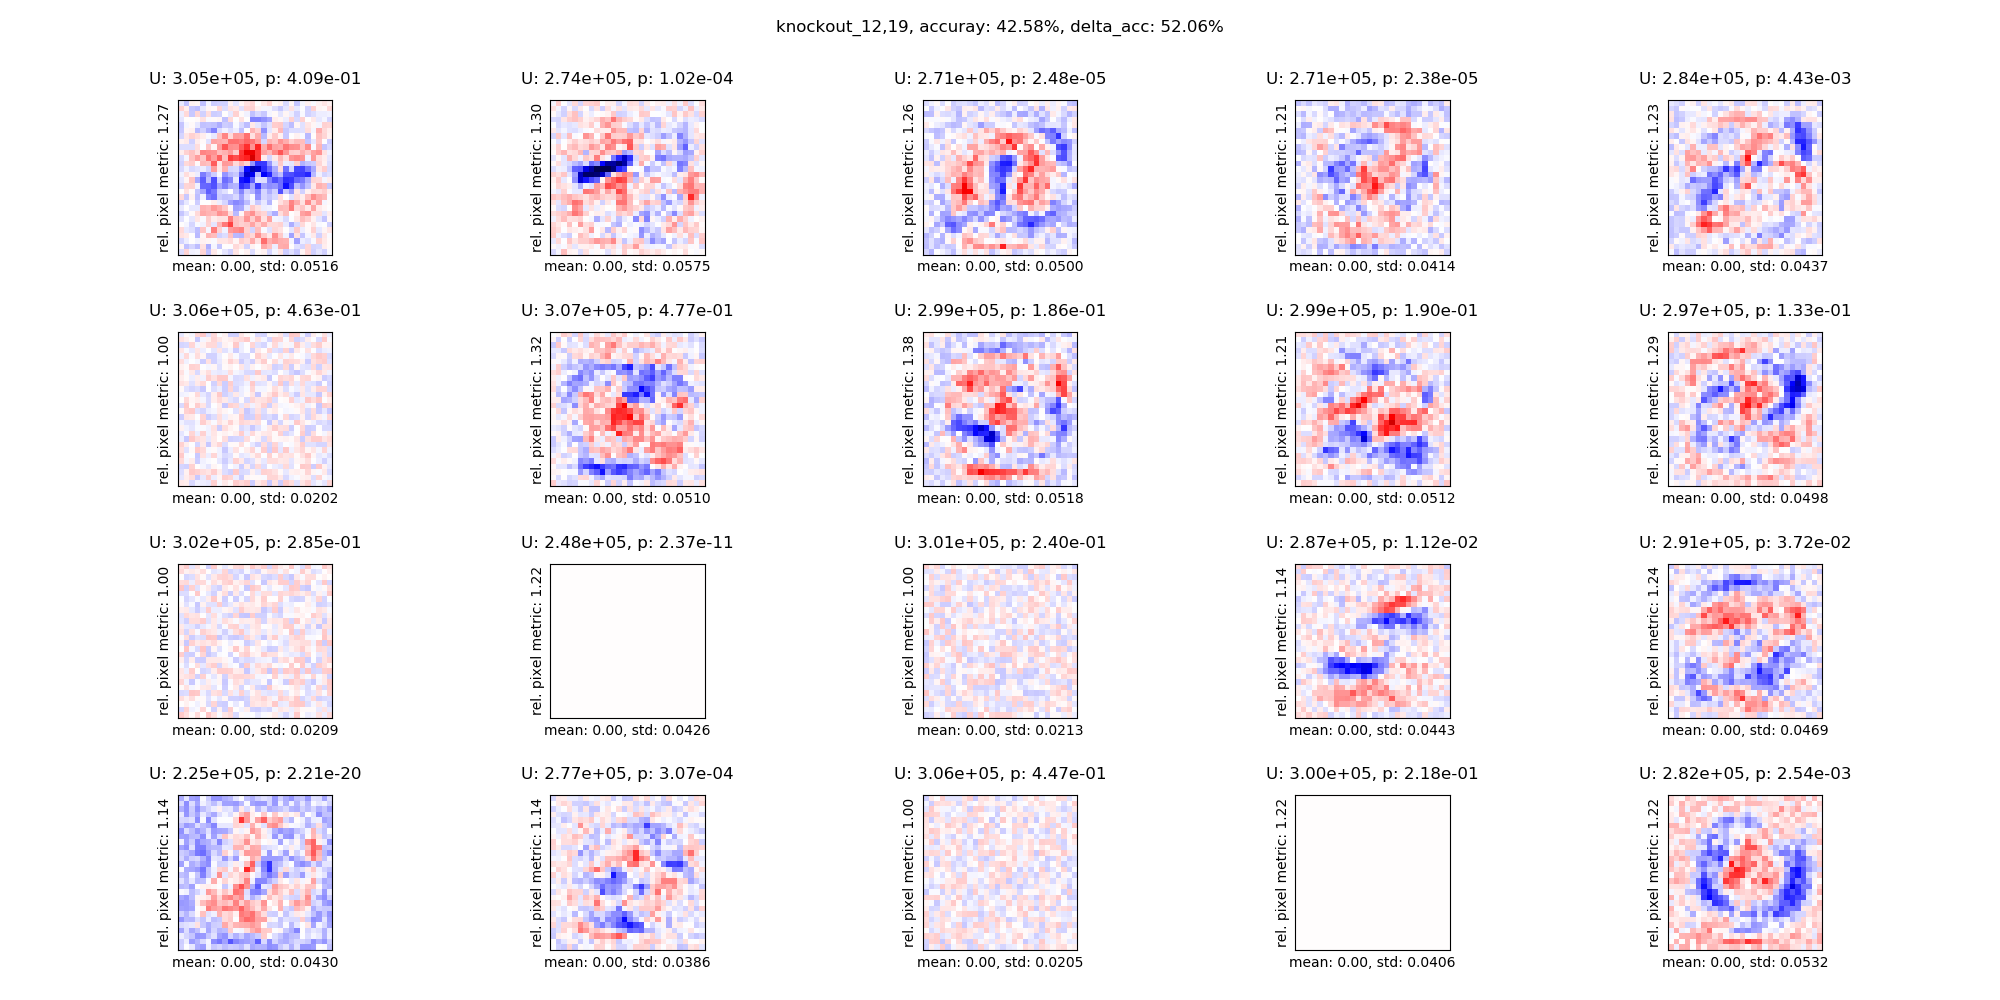 knockout_12,19, accuray: 42.58%, delta_acc: 52.06%
U: 3.05e+05, p: 4.09e-01
rel. pixel metric: 1.27
mean: 0.00, std: 0.0516
U: 2.74e+05, p: 1.02e-04
rel. pixel metric: 1.30
mean: 0.00, std: 0.0575
U: 2.71e+05, p: 2.48e-05
rel. pixel metric: 1.26
mean: 0.00, std: 0.0500
U: 2.71e+05, p: 2.38e-05
rel. pixel metric: 1.21
mean: 0.00, std: 0.0414
U: 2.84e+05, p: 4.43e-03
rel. pixel metric: 1.23
mean: 0.00, std: 0.0437
U: 3.06e+05, p: 4.63e-01
rel. pixel metric: 1.00
mean: 0.00, std: 0.0202
U: 3.07e+05, p: 4.77e-01
rel. pixel metric: 1.32
mean: 0.00, std: 0.0510
U: 2.99e+05, p: 1.86e-01
rel. pixel metric: 1.38
mean: 0.00, std: 0.0518
U: 2.99e+05, p: 1.90e-01
rel. pixel metric: 1.21
mean: 0.00, std: 0.0512
U: 2.97e+05, p: 1.33e-01
rel. pixel metric: 1.29
mean: 0.00, std: 0.0498
U: 3.02e+05, p: 2.85e-01
rel. pixel metric: 1.00
mean: 0.00, std: 0.0209
U: 2.48e+05, p: 2.37e-11
rel. pixel metric: 1.22
mean: 0.00, std: 0.0426
U: 3.01e+05, p: 2.40e-01
rel. pixel metric: 1.00
mean: 0.00, std: 0.0213
U: 2.87e+05, p: 1.12e-02
rel. pixel metric: 1.14
mean: 0.00, std: 0.0443
U: 2.91e+05, p: 3.72e-02
rel. pixel metric: 1.24
mean: 0.00, std: 0.0469
U: 2.25e+05, p: 2.21e-20
rel. pixel metric: 1.14
mean: 0.00, std: 0.0430
U: 2.77e+05, p: 3.07e-04
rel. pixel metric: 1.14
mean: 0.00, std: 0.0386
U: 3.06e+05, p: 4.47e-01
rel. pixel metric: 1.00
mean: 0.00, std: 0.0205
U: 3.00e+05, p: 2.18e-01
rel. pixel metric: 1.22
mean: 0.00, std: 0.0406
U: 2.82e+05, p: 2.54e-03
rel. pixel metric: 1.22
mean: 0.00, std: 0.0532